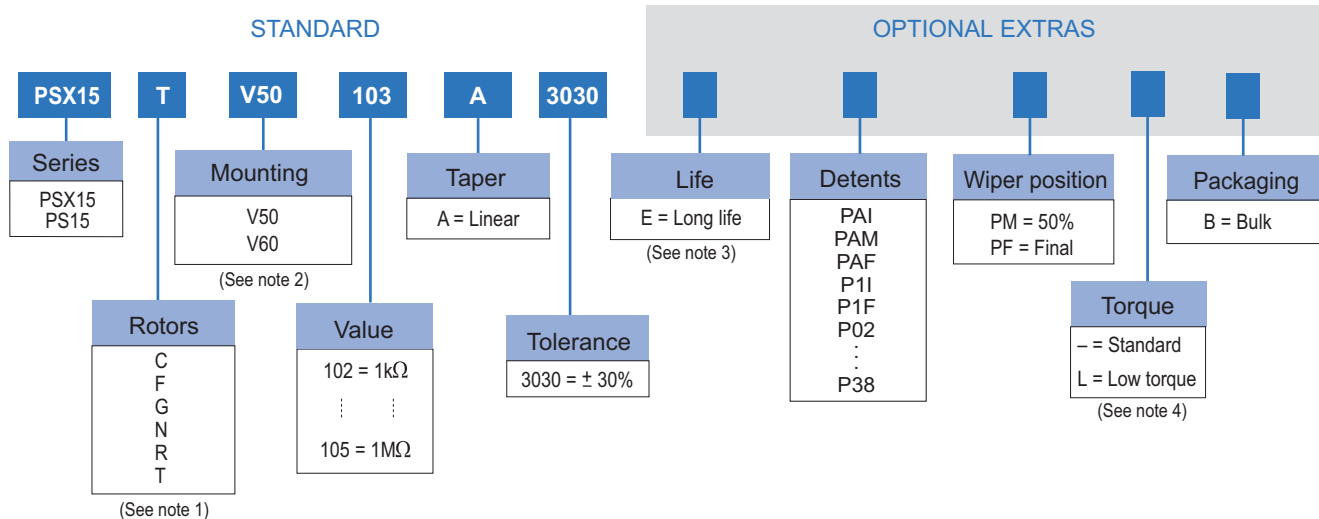 STANDARD
OPTIONAL EXTRAS
PSX15 T V50 103 A 3030
Series
PSX15
PS15
Mounting
V50
V60
(See note 2)
Taper
A = Linear
Life
E = Long life
(See note 3)
Detents
PAI
PAM
PAF
P1I
P1F
P02
:
:
P38
Wiper position
PM = 50%
PF = Final
Packaging
B = Bulk
Rotors
C
F
G
N
R
T
(See note 1)
Value
102 = 1kΩ
105 = 1MΩ
Tolerance
3030 = ± 30%
Torque
– = Standard
L = Low torque
(See note 4)